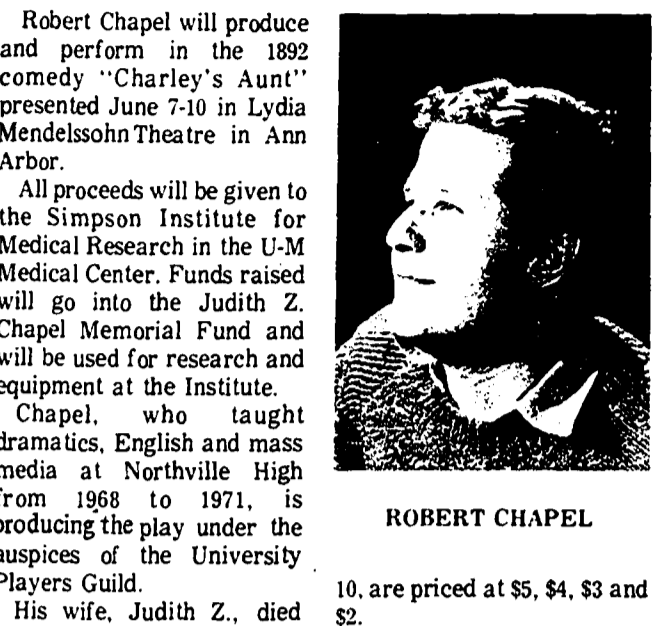 Robert Chapel will produce
and perform in the 1892
comedy "Charley's Aunt"
presented June 7-10 in Lydia
Mendelssohn Theatre in Ann
Arbor.
All proceeds will be given to
the Simpson Institute for
Medical Research in the U-M
Medical Center. Funds raised
will go into the Judith Z.
Chapel Memorial Fund and
will be used for research and
equipment at the Institute.
Chapel, who taught
dramatics, English and mass
media at Northville High
from 1968 to 1971, is
producing the play under the
auspices of the University
Players Guild.
His wife, Judith Z., died
ROBERT CHAPEL
10, are priced at $5, $4, $3 and
$2.